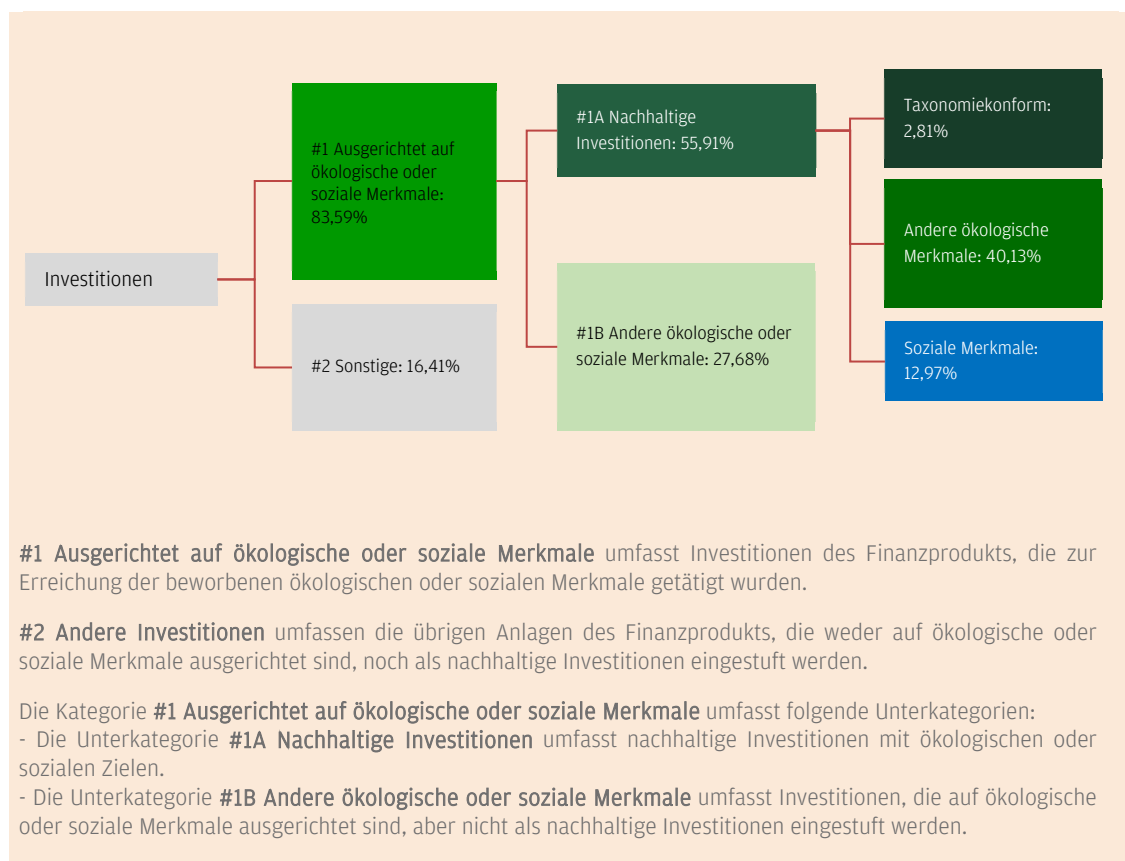 Investitionen
#1 Ausgerichtet auf
ökologische oder
soziale Merkmale:
83,59%
#2 Sonstige: 16,41%
#1A Nachhaltige
Investitionen: 55,91%
#1B Andere ökologische oder
soziale Merkmale: 27,68%
Taxonomiekonform:
2,81%
Andere ökologische
Merkmale: 40,13%
Soziale Merkmale:
12,97%
#1 Ausgerichtet auf ökologische oder soziale Merkmale umfasst Investitionen des Finanzprodukts, die zur
Erreichung der beworbenen ökologischen oder sozialen Merkmale getätigt wurden.
#2 Andere Investitionen umfassen die übrigen Anlagen des Finanzprodukts, die weder auf ökologische oder
soziale Merkmale ausgerichtet sind, noch als nachhaltige Investitionen eingestuft werden.
Die Kategorie #1 Ausgerichtet auf ökologische oder soziale Merkmale umfasst folgende Unterkategorien:
- Die Unterkategorie #1A Nachhaltige Investitionen umfasst nachhaltige Investitionen mit ökologischen oder
sozialen Zielen.
- Die Unterkategorie #1B Andere ökologische oder soziale Merkmale umfasst Investitionen, die auf ökologische
oder soziale Merkmale ausgerichtet sind, aber nicht als nachhaltige Investitionen eingestuft werden.